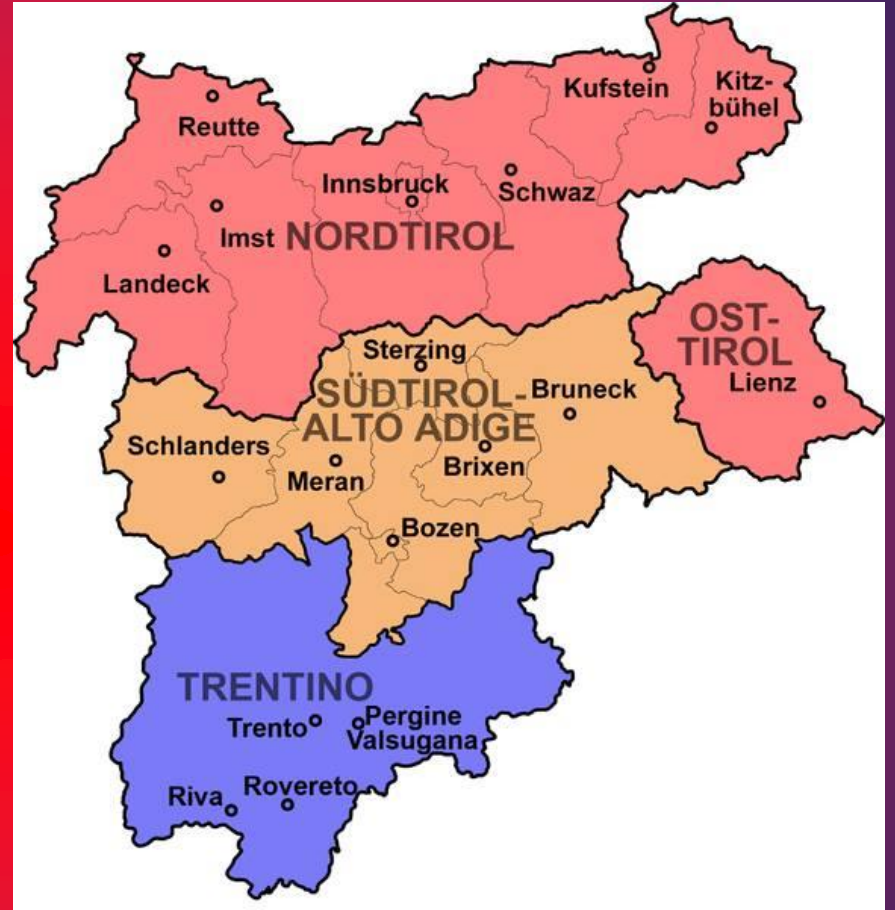 Kufstein
Kitz-
bühel
Reutte
Innsbruck
Schwaz
Imst
NORDTIROL
Landeck
OST-
TIROL
Lienz
Sterzing
SÜDTIROL-
ALTO ADIGE
Bruneck
Schlanders
Meran
Brixen
Bozen
TRENTINO
Trento
Pergine
Valsugana
Riva
Rovereto